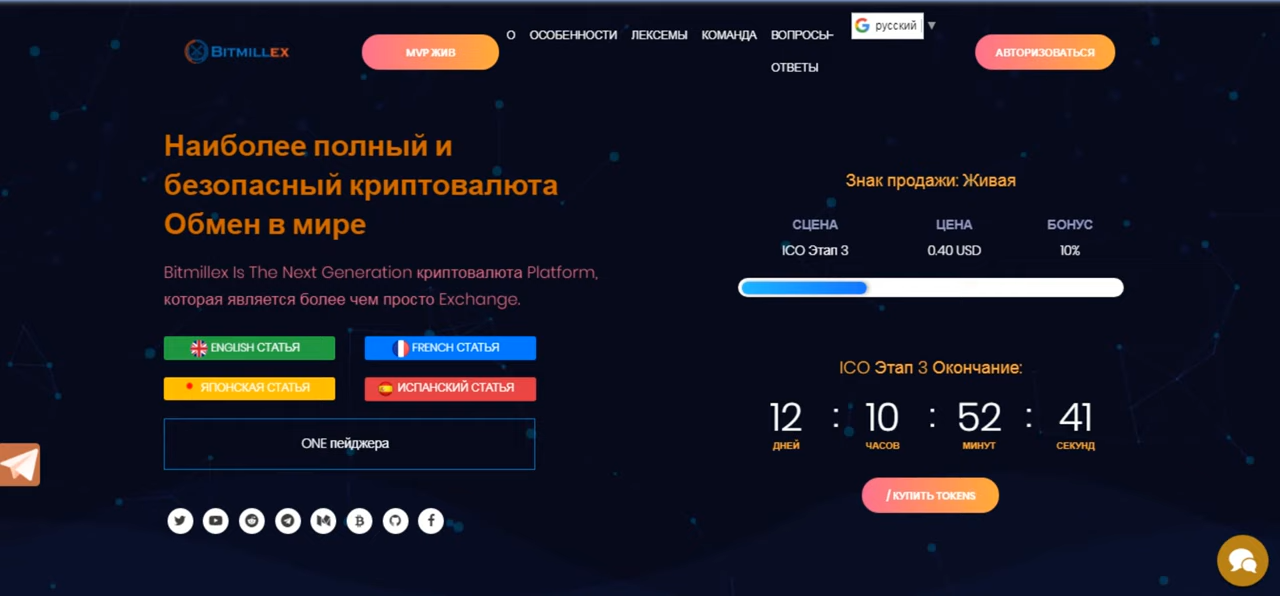 BITMILLEX
MVP ЖИВ
О ОСОБЕННОСТИ ЛЕКСЕМЫ КОМАНДА ВОПРОСЫ-
ОТВЕТЫ
русский
АВТОРИЗОВАТЬСЯ
Наиболее полный и
безопасный криптовалюта
Обмен в мире
Bitmillex Is The Next Generation криптовалюта Platform,
которая является более чем просто Exchange.
ENGLISH СТАТЬЯ
FRENCH СТАТЬЯ
ЯПОНСКАЯ СТАТЬЯ
ИСПАНСКИЙ СТАТЬЯ
ONE пейджера
Знак продажи: Живая
СЦЕНА ЦЕНА БОНУС
ICO Этап 3 0.40 USD 10%
ICO Этап 3 Окончание:
12 : 10 : 52 : 41
ДНЕЙ ЧАСОВ МИНУТ СЕКУНД
/ КУПИТЬ TOKENS